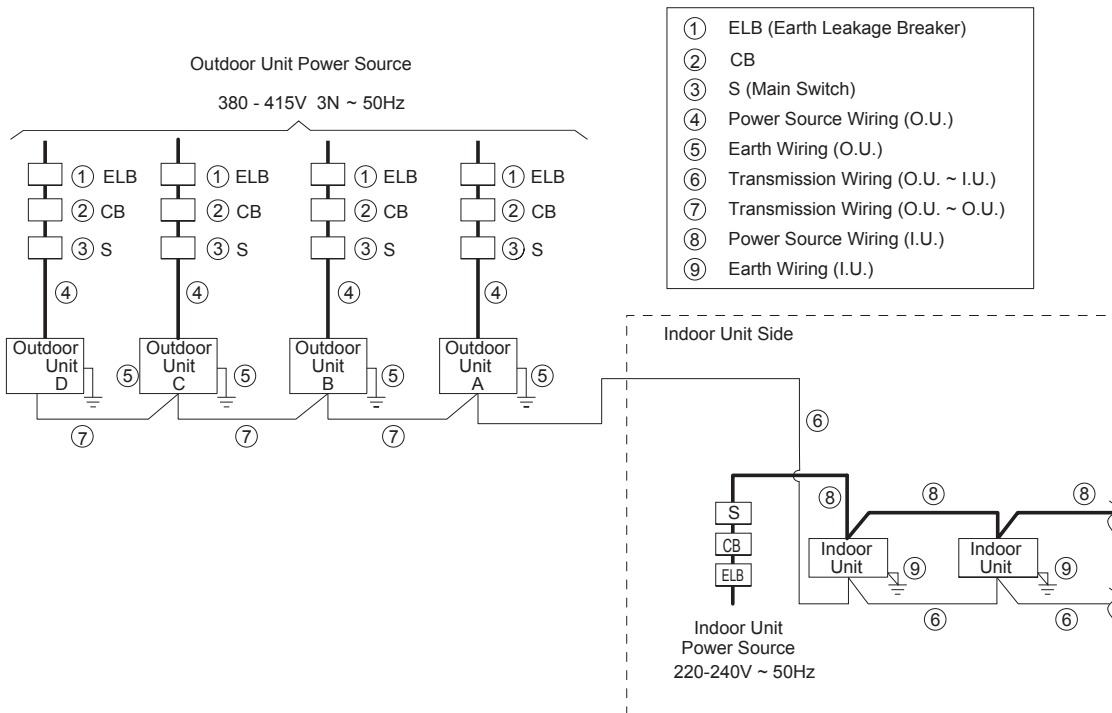 Outdoor Unit Power Source
380 - 415V 3N ~ 50Hz
① ELB (Earth Leakage Breaker)
② CB
③ S (Main Switch)
④ Power Source Wiring (O.U.)
⑤ Earth Wiring (O.U.)
⑥ Transmission Wiring (O.U. ~ I.U.)
⑦ Transmission Wiring (O.U. ~ O.U.)
⑧ Power Source Wiring (I.U.)
⑨ Earth Wiring (I.U.)
① ELB
② CB
③ S
④
① ELB
② CB
③ S
④
① ELB
② CB
③ S
④
① ELB
② CB
③ S
④
Outdoor
Unit
D
⑤
Outdoor
Unit
C
⑤
Outdoor
Unit
B
⑤
Outdoor
Unit
A
⑤
⑦
⑦
⑦
Indoor Unit Side
⑥
⑧
⑧
⑧
S
CB
ELB
Indoor
Unit
⑨
Indoor
Unit
⑨
⑥
⑥
Indoor Unit
Power Source
220-240V ~ 50Hz